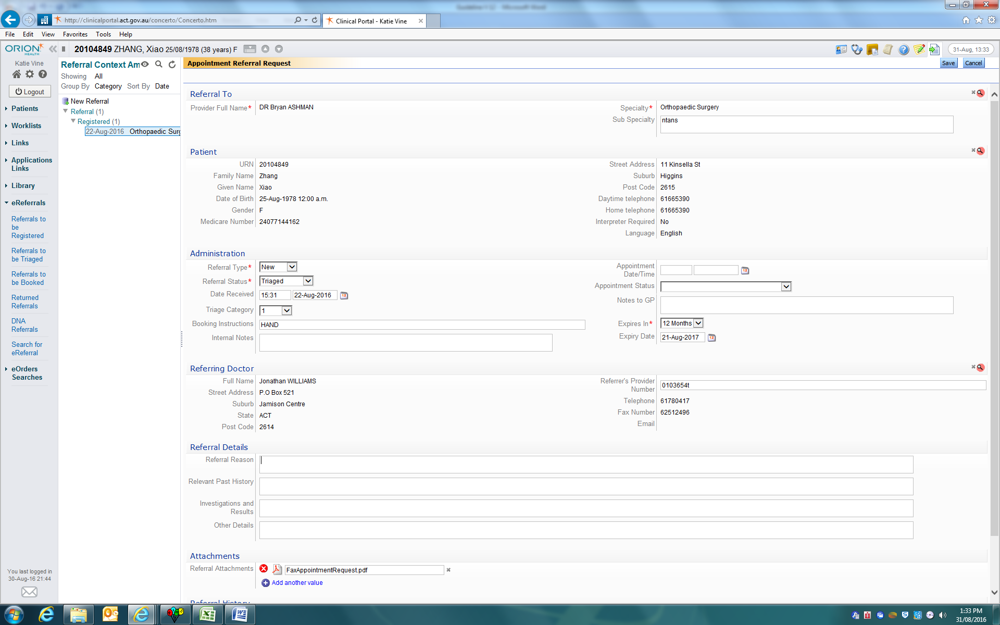 http://clinicalportal.act.gov.au/concerto/Concerto.htm
Clinical Portal - Katie Vine
File Edit View Favorites Tools Help
ORION HEALTH
20104849 ZHANG, Xiao 25/08/1978 (38 years) F
31-Aug, 13:33
Katie Vine
Logout
Patients
Worklists
Links
Applications Links
Library
eReferrals
Referrals to be Registered
Referrals to be Triaged
Referrals to be Booked
Returned Referrals
DNA Referrals
Search for eReferral
eOrders Searches
You last logged in
30-Aug-16 21:44
Referral Context Am
Showing All
Group By Category Sort By Date
New Referral
Referral (1)
Registered (1)
22-Aug-2016 Orthopaedic Surg
Appointment Referral Request
Save Cancel
Referral To
Provider Full Name* DR Bryan ASHMAN
Specialty* Orthopaedic Surgery
Sub Specialty ntans
Patient
URN 20104849
Family Name Zhang
Given Name Xiao
Date of Birth 25-Aug-1978 12:00 a.m.
Gender F
Medicare Number 24077144162
Street Address 11 Kinsella St
Suburb Higgins
Post Code 2615
Daytime telephone 61665390
Home telephone 61665390
Interpreter Required No
Language English
Administration
Referral Type* New
Referral Status* Triaged
Date Received 15:31 22-Aug-2016
Triage Category 1
Booking Instructions HAND
Internal Notes
Appointment Date/Time
Appointment Status
Notes to GP
Expires In* 12 Months
Expiry Date 21-Aug-2017
Referring Doctor
Full Name Jonathan WILLIAMS
Street Address P.O Box 521
Suburb Jamison Centre
State ACT
Post Code 2614
Referrer's Provider Number 0103654t
Telephone 61780417
Fax Number 62512496
Email
Referral Details
Referral Reason
Relevant Past History
Investigations and Results
Other Details
Attachments
Referral Attachments FaxAppointmentRequest.pdf
Add another value
Referral History
1:33 PM
31/08/2016